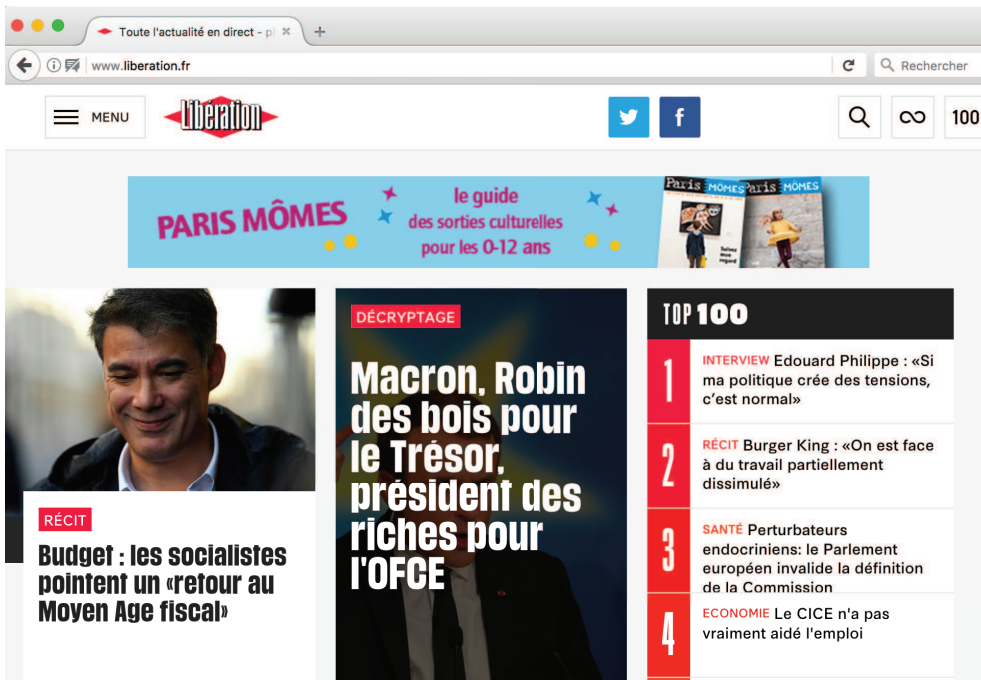 Toute l'actualité en direct - p
www.liberation.fr
Rechercher
MENU
Libération
f
100
PARIS MÔMES
le guide
des sorties culturelles
pour les 0-12 ans
Paris MÔMES
Paris MÔMES
Suivez
mon
regard
RÉCIT
Budget : les socialistes
pointent un «retour au
Moyen Age fiscal»
DÉCRYPTAGE
Macron, Robin
des bois pour
le Trésor,
président des
riches pour
l'OFCE
TOP 100
1
INTERVIEW Edouard Philippe : «Si
ma politique crée des tensions,
c'est normal»
2
RÉCIT Burger King : «On est face
à du travail partiellement
dissimulé»
3
SANTÉ Perturbateurs
endocriniens: le Parlement
européen invalide la définition
de la Commission
4
ECONOMIE Le CICE n'a pas
vraiment aidé l'emploi